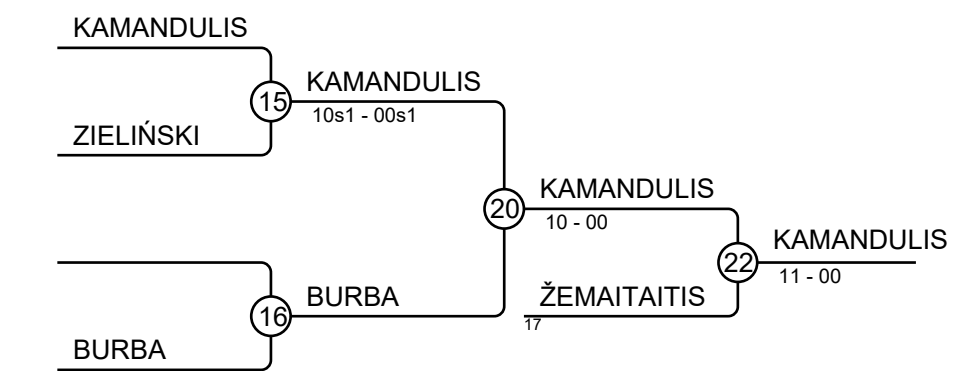 KAMANDULIS
15
KAMANDULIS
10s1 - 00s1
ZIELIŃSKI
20
KAMANDULIS
10 - 00
22
KAMANDULIS
11 - 00
16
BURBA
ŽEMAITAITIS
17
BURBA